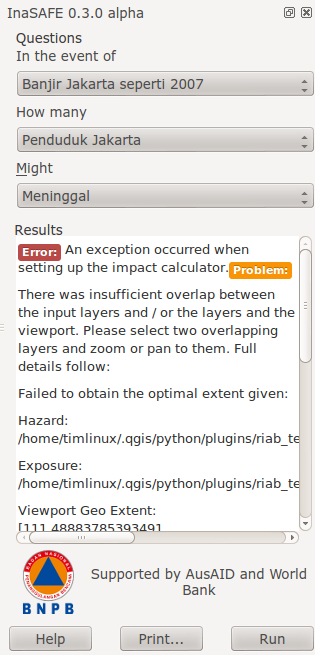 InaSAFE 0.3.0 alpha
Questions
In the event of
Banjir Jakarta seperti 2007
How many
Penduduk Jakarta
Might
Meninggal
Results
Error: An exception occurred when
setting up the impact calculator. Problem:
There was insufficient overlap between
the input layers and / or the layers and the
viewport. Please select two overlapping
layers and zoom or pan to them. Full
details follow:
Failed to obtain the optimal extent given:
Hazard:
/home/timlinux/.qgis/python/plugins/riab_te
Exposure:
/home/timlinux/.qgis/python/plugins/riab_te
Viewport Geo Extent:
[111.48883785393491,
BNPB
Supported by AusAID and World
Bank
Help
Print...
Run